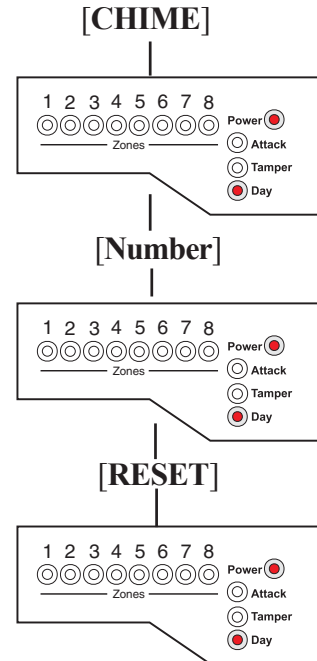 [CHIME]
1 2 3 4 5 6 7 8
Power
Attack
Zones
Tamper
Day
[Number]
1 2 3 4 5 6 7 8
Power
Attack
Zones
Tamper
Day
[RESET]
1 2 3 4 5 6 7 8
Power
Attack
Zones
Tamper
Day